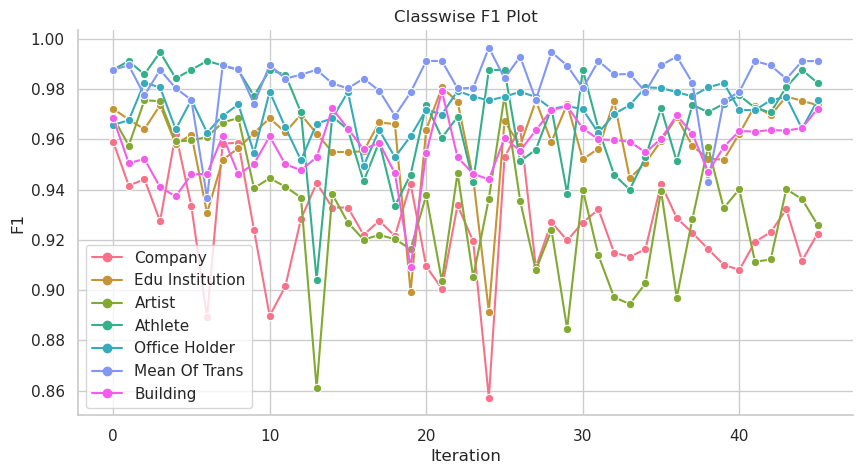 Classwise F1 Plot
F1
1.00
0.98
0.96
0.94
0.92
0.90
0.88
0.86
Company
Edu Institution
Artist
Athlete
Office Holder
Mean Of Trans
Building
0 10 20 30 40
Iteration